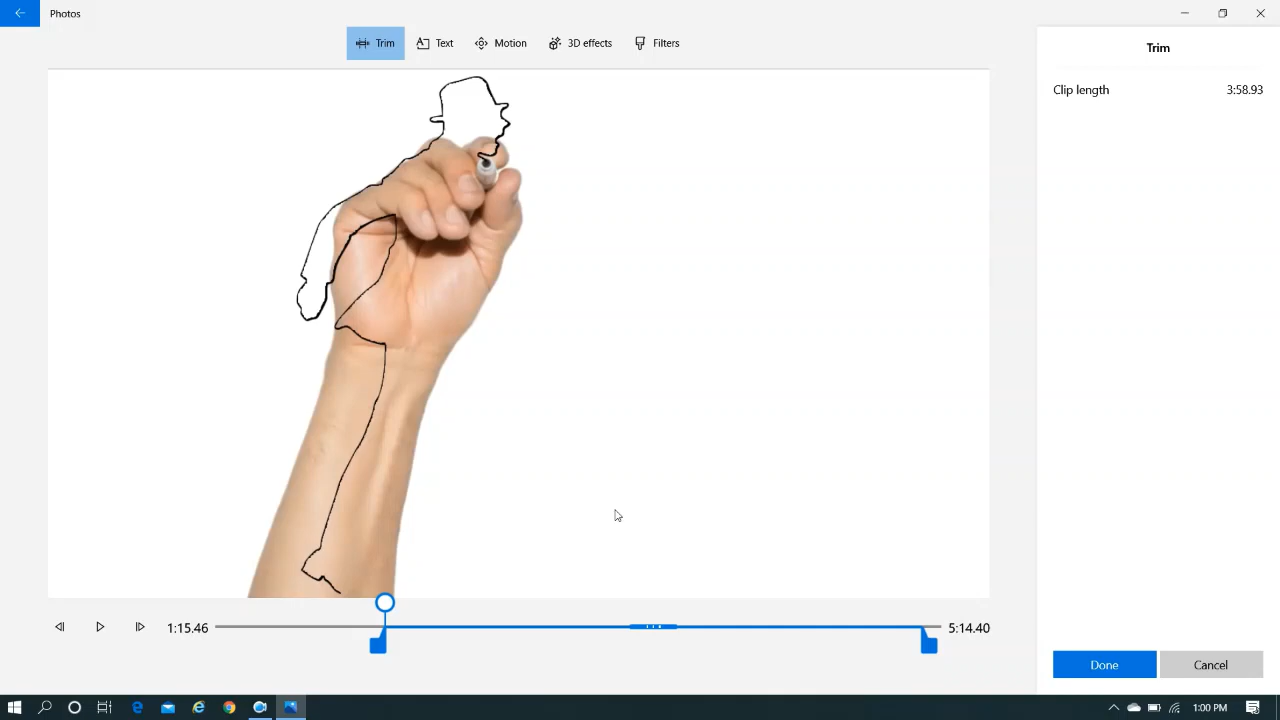 Photos
Trim Text Motion 3D effects Filters
Trim
Clip length 3:58.93
1:15.46 5:14.40
Done Cancel
1:00 PM